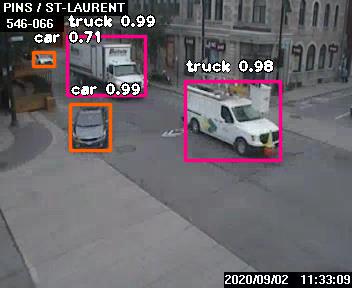 PINS / ST-LAURENT
546-066
truck 0.99
car 0.71
truck 0.98
car 0.99
2020/09/02 11:33:09